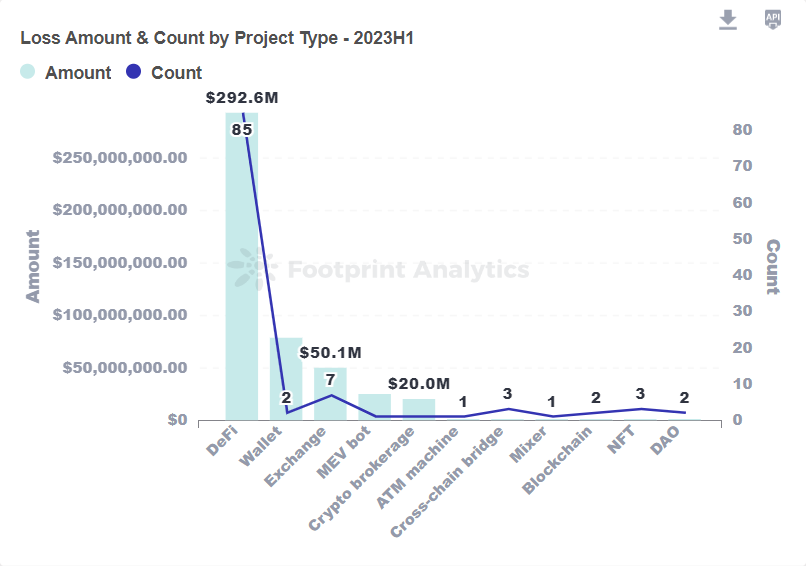 API
Loss Amount & Count by Project Type - 2023H1
Amount
Count
$292.6M
85
80
$250,000,000.00
70
$200,000,000.00
60
50
$150,000,000.00
Footprint Analytics
40
$100,000,000.00
30
20
$50,000,000.00
10
$0
0
Amount
Count
$50.1M
$20.0M
2
7
1
3
1
2
3
2
DeFi
Wallet
Exchange
MEV bot
Crypto brokerage
ATM machine
Cross-chain bridge
Mixer
Blockchain
NFT
DAO